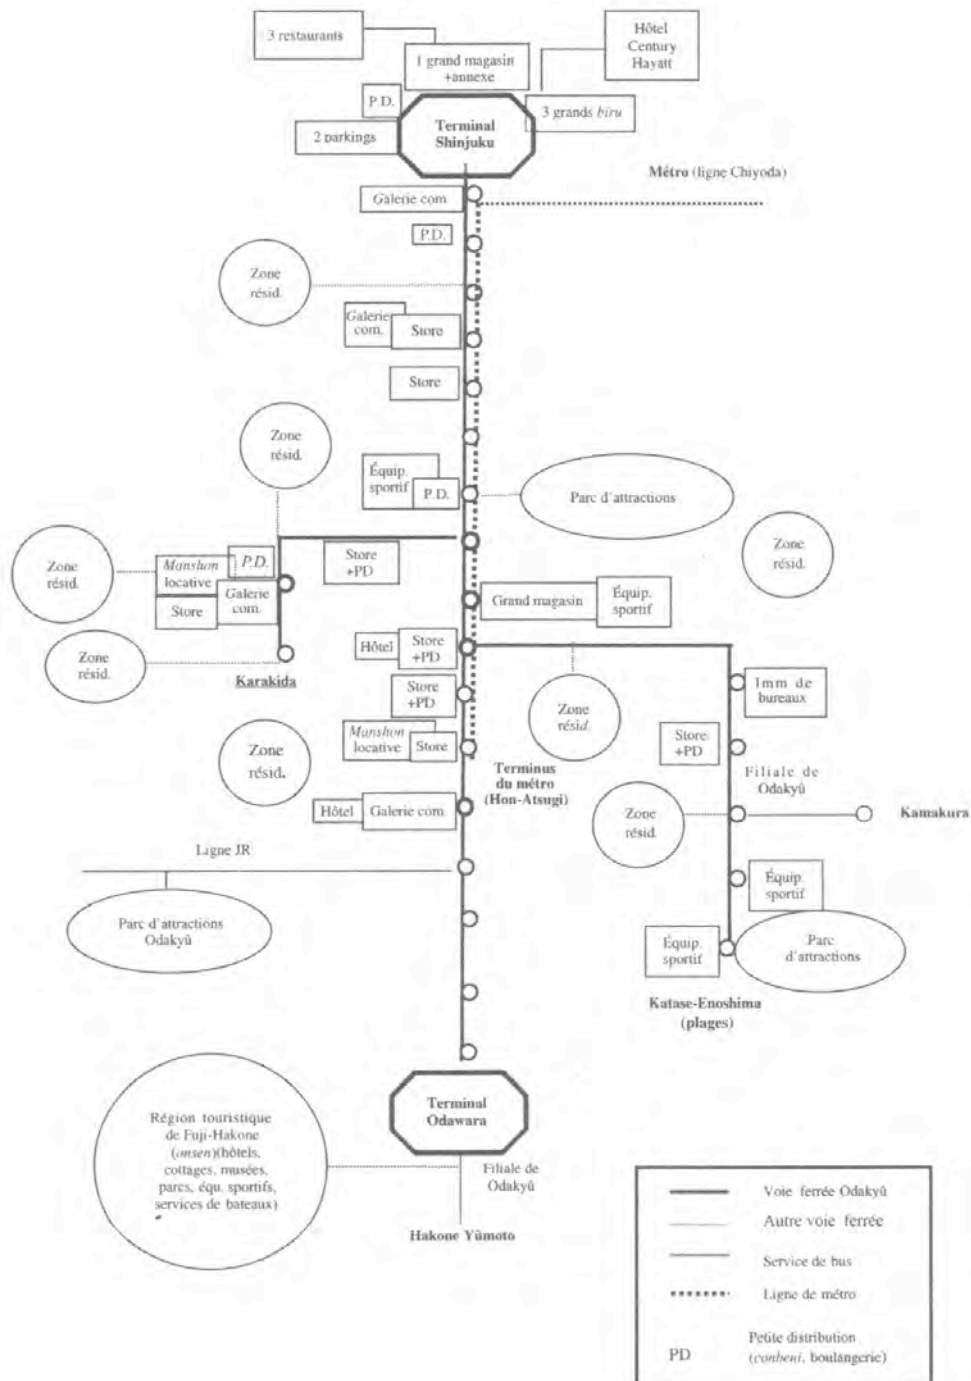 3 restaurants
1 grand magasin
+annexe
Hôtel
Century
Hayatt
P.D.
2 parkings
Terminal
Shinjuku
3 grands biru
Métro (ligne Chiyoda)
Galerie com.
P.D.
Zone
résid.
Galerie
com.
Store
Store
Zone
résid.
Équip.
sportif
P.D.
Parc d'attractions
Zone
résid.
Zone
résid.
Manshon
locative
P.D.
Store
Galerie
com.
Store
+PD
Grand magasin
Équip.
sportif
Zone
résid.
Karakida
Hôtel
Store
+PD
Store
+PD
Zone
résid.
Manshon
locative
Store
Zone
résid.
Imm de
bureaux
Store
+PD
Terminus
du métro
(Hon-Atsugi)
Filiale de
Odakyû
Hôtel
Galerie com.
Zone
résid.
Kamakura
Ligne JR
Parc d'attractions
Odakyû
Équip.
sportif
Équip.
sportif
Parc
d'attractions
Katase-Enoshima
(plages)
Terminal
Odawara
Région touristique
de Fuji-Hakone
(onsen)(hôtels,
cottages, musées,
parcs, équ. sportifs,
services de bateaux)
Filiale de
Odakyû
Hakone Yûmoto
Voie ferrée Odakyû
Autre voie ferrée
Service de bus
Ligne de métro
PD
Petite distribution
(conbeni, boulangerie)